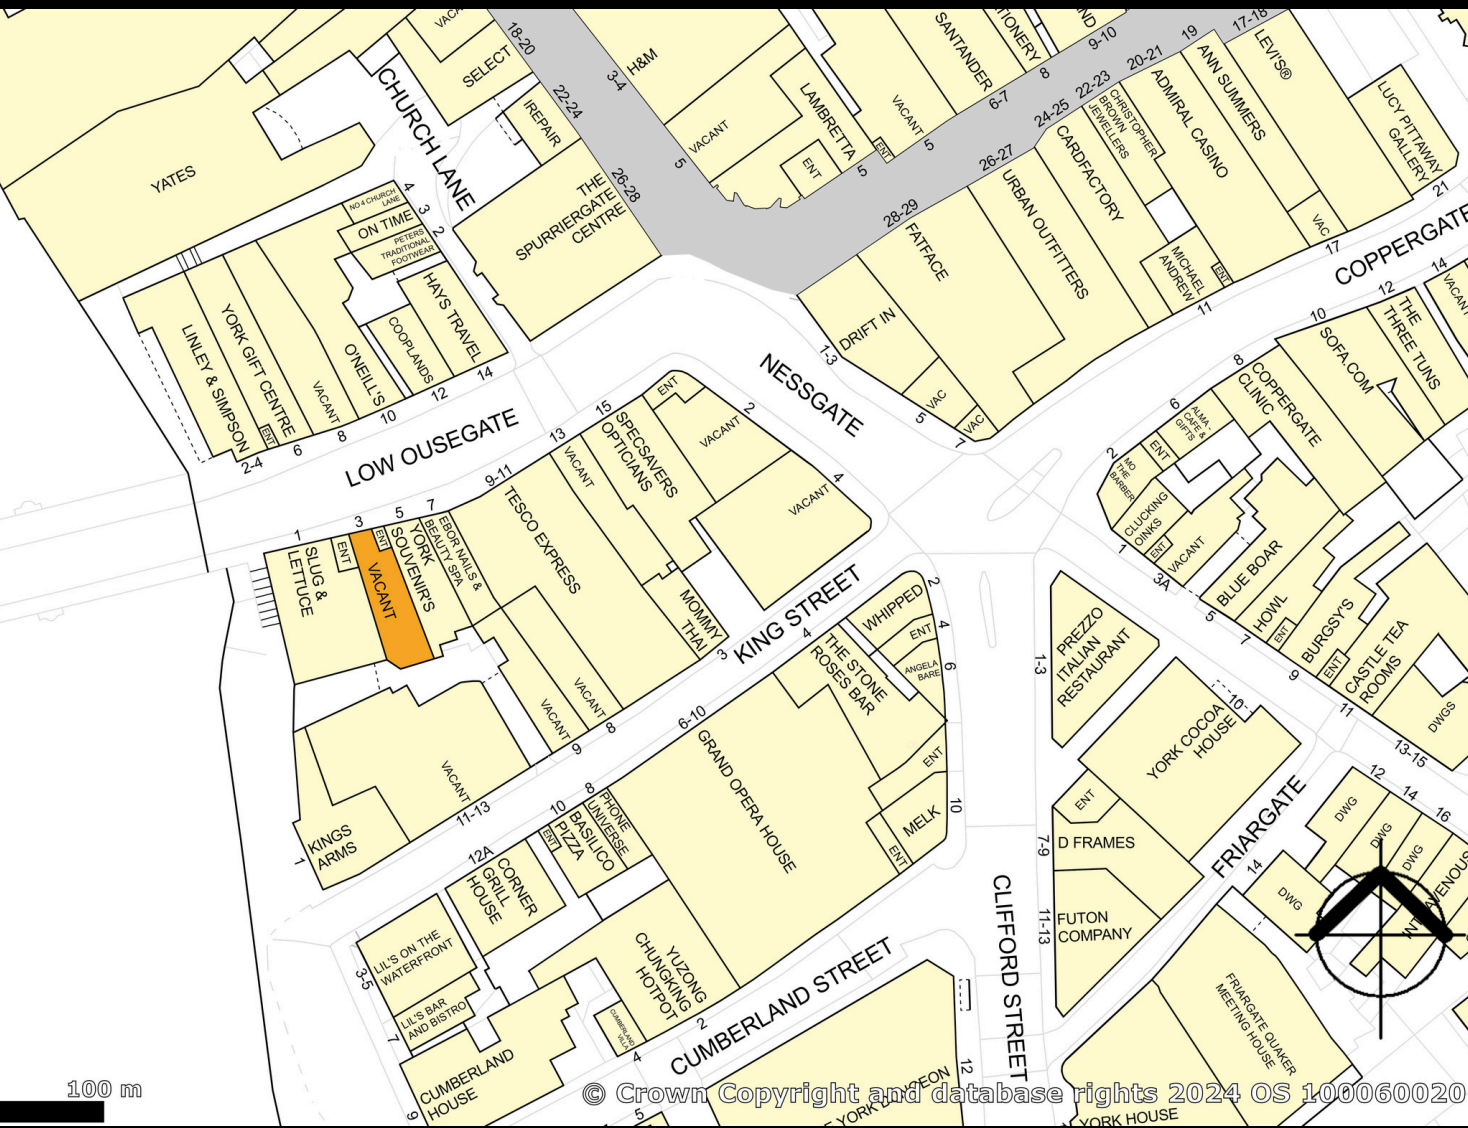 VACA
SELECT
18-20
22-24
26-28
3-4
5
H&M
VACANT
LAMBRETTA
ENT
ENT
VACANT
5
5
6-7
8
9-10
SANTANDER
TIONERY
ND
19
17-18
20-21
22-23
24-25
26-27
28-29
LEVI'S®
ANN SUMMERS
ADMIRAL CASINO
CHRISTOPHER
BROWN
JEWELLERS
CARDFACTORY
URBAN OUTFITTERS
FATFACE
DRIFT IN
1-3
VAC
VAC
5
7
MICHAEL
ANDREW
ENT
VAC
11
17
21
LUCY PITTAWAY
GALLERY
COPPERGATE
CHURCH LANE
IREPAIR
THE
SPURRIERGATE
CENTRE
YATES
NO 4 CHURCH
LANE
ON TIME
PETERS
TRADITIONAL
FOOTWEAR
4
3
2
HAYS TRAVEL
COOPLANDS
O'NEILL'S
VACANT
YORK GIFT CENTRE
LINLEY & SIMPSON
ENT
2-4
6
8
10
12
14
LOW OUSEGATE
NESSGATE
1
3
5
7
9-11
13
15
SLUG &
LETTUCE
ENT
VACANT
ENT
YORK
SOUVENIR'S
EBOR NAILS &
BEAUTY SPA
TESCO EXPRESS
VACANT
SPECSAVERS
OPTICIANS
ENT
2
VACANT
4
VACANT
MOMMY
THAI
VACANT
VACANT
3
8
9
KING STREET
VACANT
11-13
KINGS
ARMS
1
4
6-10
8
10
12A
THE STONE
ROSES BAR
WHIPPED
ENT
ANGELA
BARE
2
4
6
10
ENT
MELK
ENT
GRAND OPERA HOUSE
PHONE
UNIVERSE
BASILICO
PIZZA
ENT
CORNER
GRILL
HOUSE
LIL'S ON THE
WATERFRONT
LIL'S BAR
AND BISTRO
3-5
7
9
CUMBERLAND
HOUSE
YUZONG
CHUNGKING
HOTPOT
CUMBERLAND
VILLA
2
4
5
CUMBERLAND STREET
12
E YORK DUNGEON
CLIFFORD STREET
1-3
7-9
11-13
PREZZO
ITALIAN
RESTAURANT
YORK COCOA
HOUSE
10
ENT
D FRAMES
FUTON
COMPANY
YORK HOUSE
FRIARGATE
14
DWG
FRIARGATE QUAKER
MEETING HOUSE
12
14
16
DWG
DWG
DWG
14
12
10
8
6
2
VACANT
THE
THREE TUNS
SOFA.COM
COPPERGATE
CLINIC
ALMA -
CAFE &
GIFTS
ENT
MO
THE
BARBER
CLUCKING
OINKS
ENT
VACANT
1
3A
5
7
9
11
13-15
BLUE BOAR
HOWL
ENT
BURGSY'S
ENT
CASTLE TEA
ROOMS
DWGS
100 m
© Crown Copyright and database rights 2024 OS 100060020